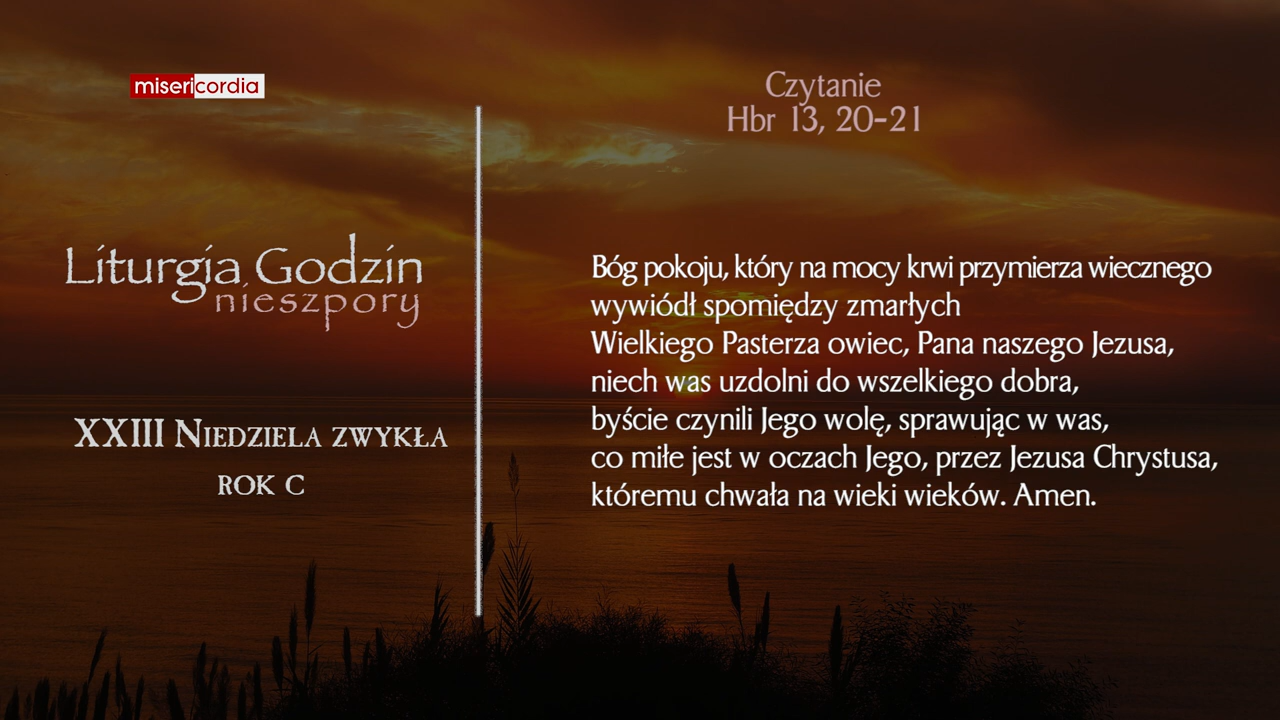 misericordia
Liturgia Godzin
nieszpory
XXIII Niedziela zwykła
rok C
Czytanie
Hbr 13, 20-21
Bóg pokoju, który na mocy krwi przymierza wiecznego
wywiódł spomiędzy zmarłych
Wielkiego Pasterza owiec, Pana naszego Jezusa,
niech was uzdolni do wszelkiego dobra,
byście czynili Jego wolę, sprawując w was,
co miłe jest w oczach Jego, przez Jezusa Chrystusa,
któremu chwała na wieki wieków. Amen.